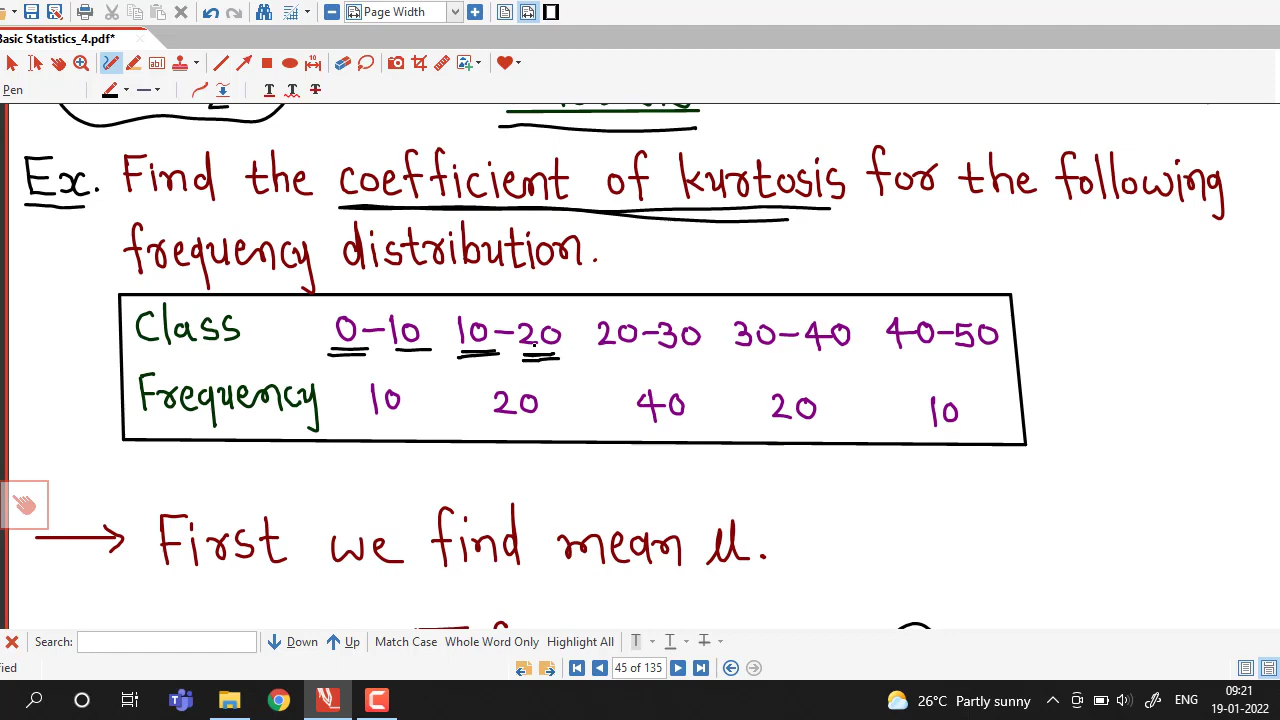 Page Width
Basic Statistics_4.pdf*
Pen
Ex. Find the coefficient of kurtosis for the following
frequency distribution.
Class 0-10 10-20 20-30 30-40 40-50
Frequency 10 20 40 20 10
First we find mean μ.
Search: Down Up Match Case Whole Word Only Highlight All T T T
fied 45 of 135
26°C Partly sunny ENG 09:21
19-01-2022